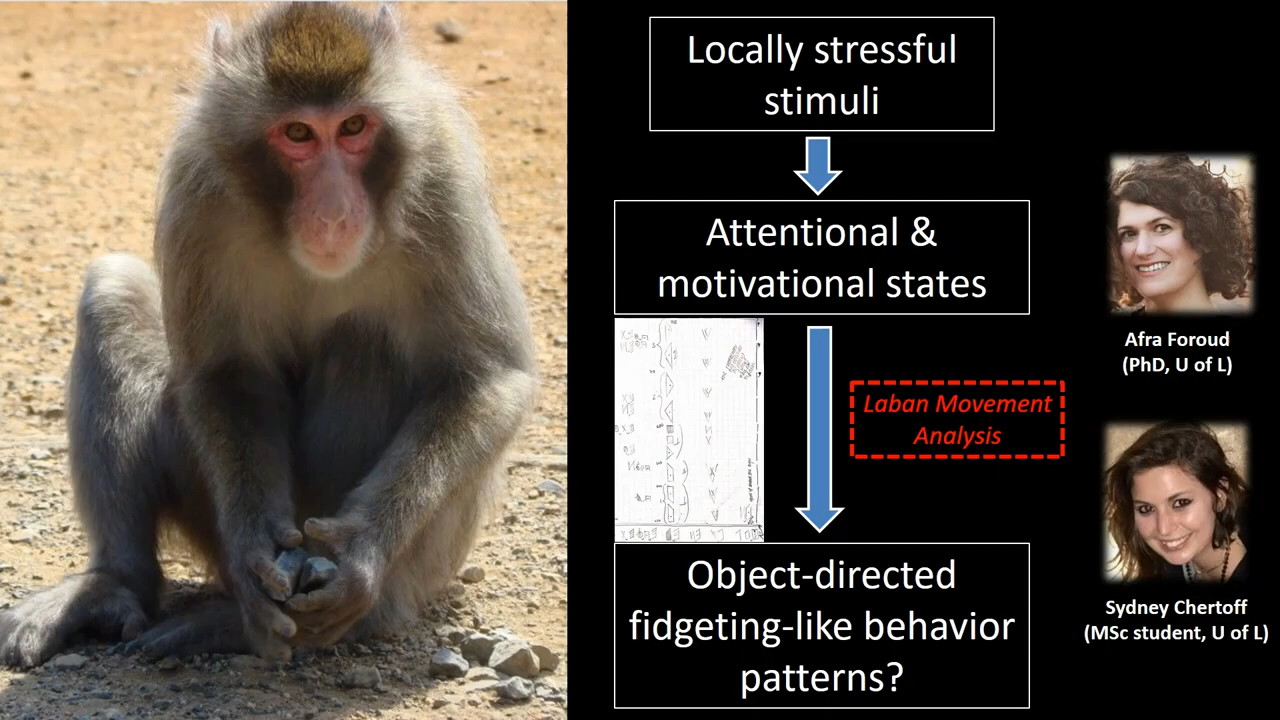 Locally stressful
stimuli
Attentional &
motivational states
Laban Movement
Analysis
Object-directed
fidgeting-like behavior
patterns?
Afra Foroud
(PhD, U of L)
Sydney Chertoff
(MSc student, U of L)